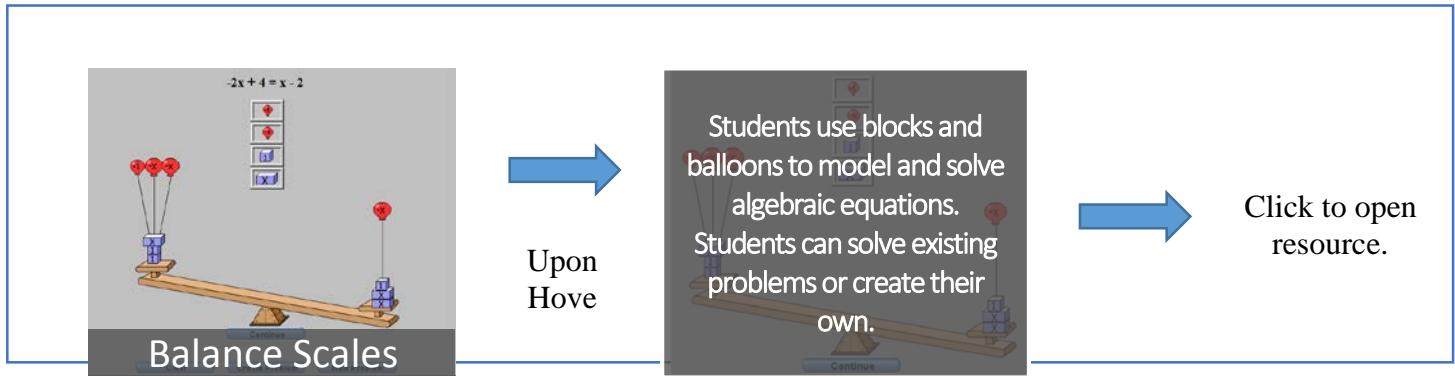 -2x + 4 = x - 2
Balance Scales
Upon
Hove
Students use blocks and
balloons to model and solve
algebraic equations.
Students can solve existing
problems or create their
own.
Continue
Click to open
resource.